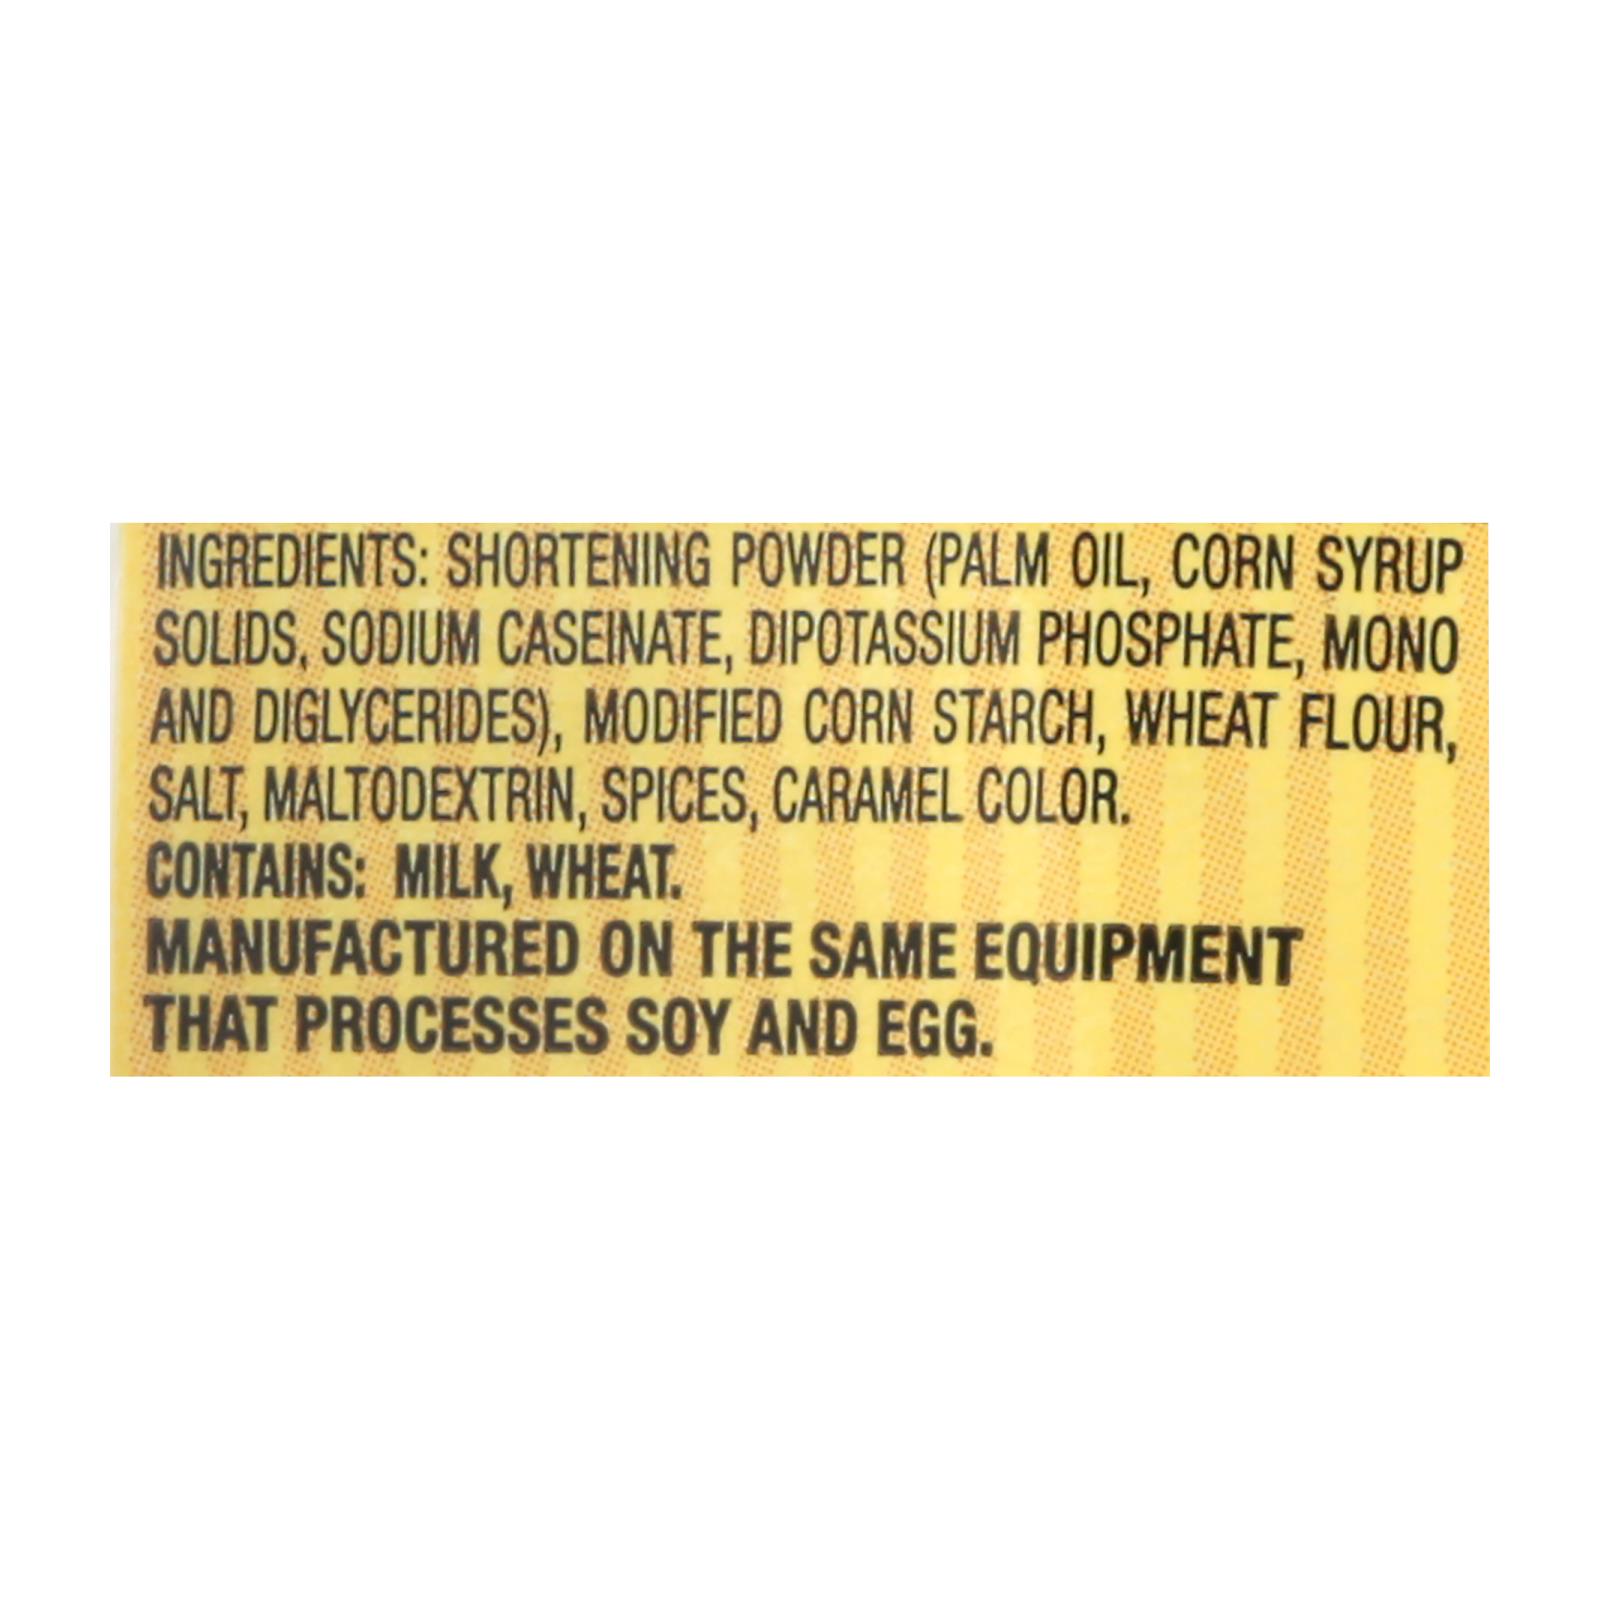 INGREDIENTS: SHORTENING POWDER (PALM OIL, CORN SYRUP
SOLIDS, SODIUM CASEINATE, DIPOTASSIUM PHOSPHATE, MONO
AND DIGLYCERIDES), MODIFIED CORN STARCH, WHEAT FLOUR,
SALT, MALTODEXTRIN, SPICES, CARAMEL COLOR.
CONTAINS: MILK, WHEAT.
MANUFACTURED ON THE SAME EQUIPMENT
THAT PROCESSES SOY AND EGG.